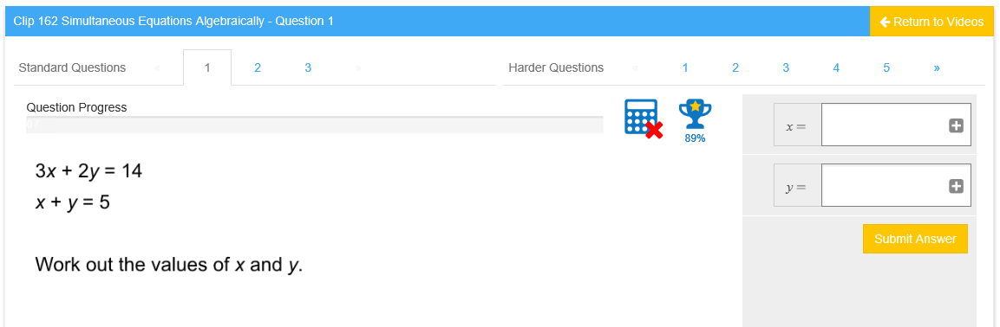 Clip 162 Simultaneous Equations Algebraically - Question 1
Return to Videos
Standard Questions « 1 2 3 »
Harder Questions « 1 2 3 4 5 »
Question Progress
89%
3x + 2y = 14
x + y = 5
Work out the values of x and y.
x =
y =
Submit Answer